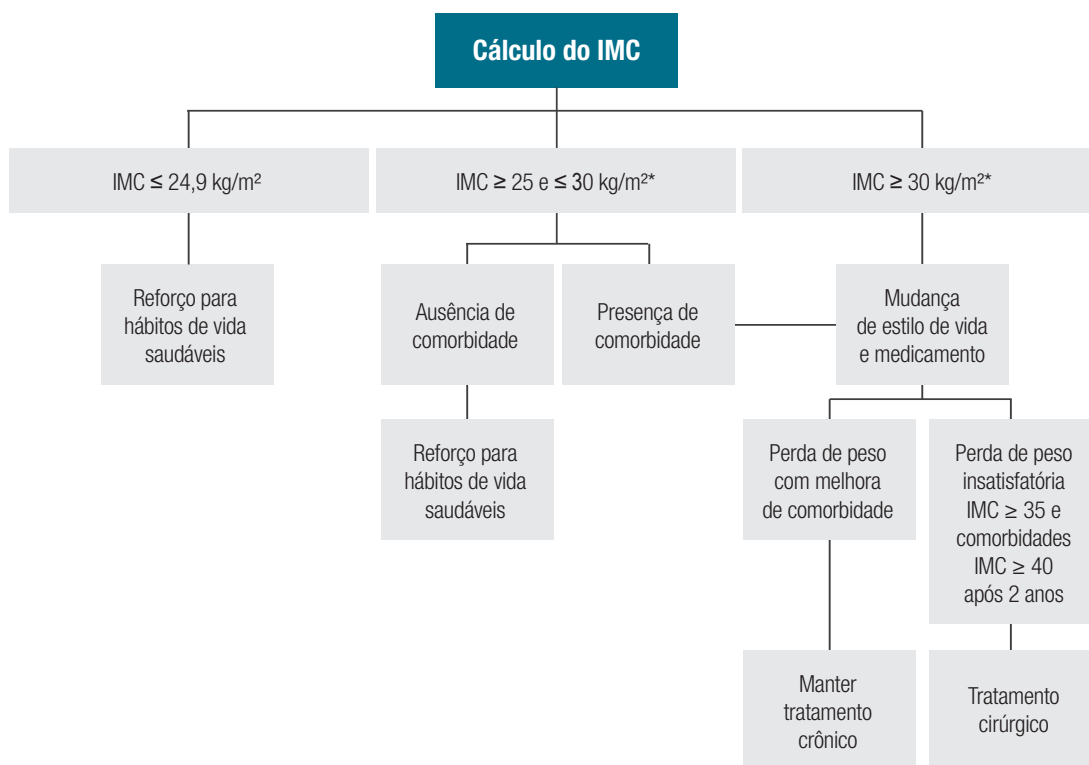 Cálculo do IMC
IMC ≤ 24,9 kg/m²
IMC ≥ 25 e ≤ 30 kg/m²*
IMC ≥ 30 kg/m²*
Reforço para
hábitos de vida
saudáveis
Ausência de
comorbidade
Presença de
comorbidade
Mudança
de estilo de vida
e medicamento
Reforço para
hábitos de vida
saudáveis
Perda de peso
com melhora
de comorbidade
Perda de peso
insatisfatória
IMC ≥ 35 e
comorbidades
IMC ≥ 40
após 2 anos
Manter
tratamento
crônico
Tratamento
cirúrgico